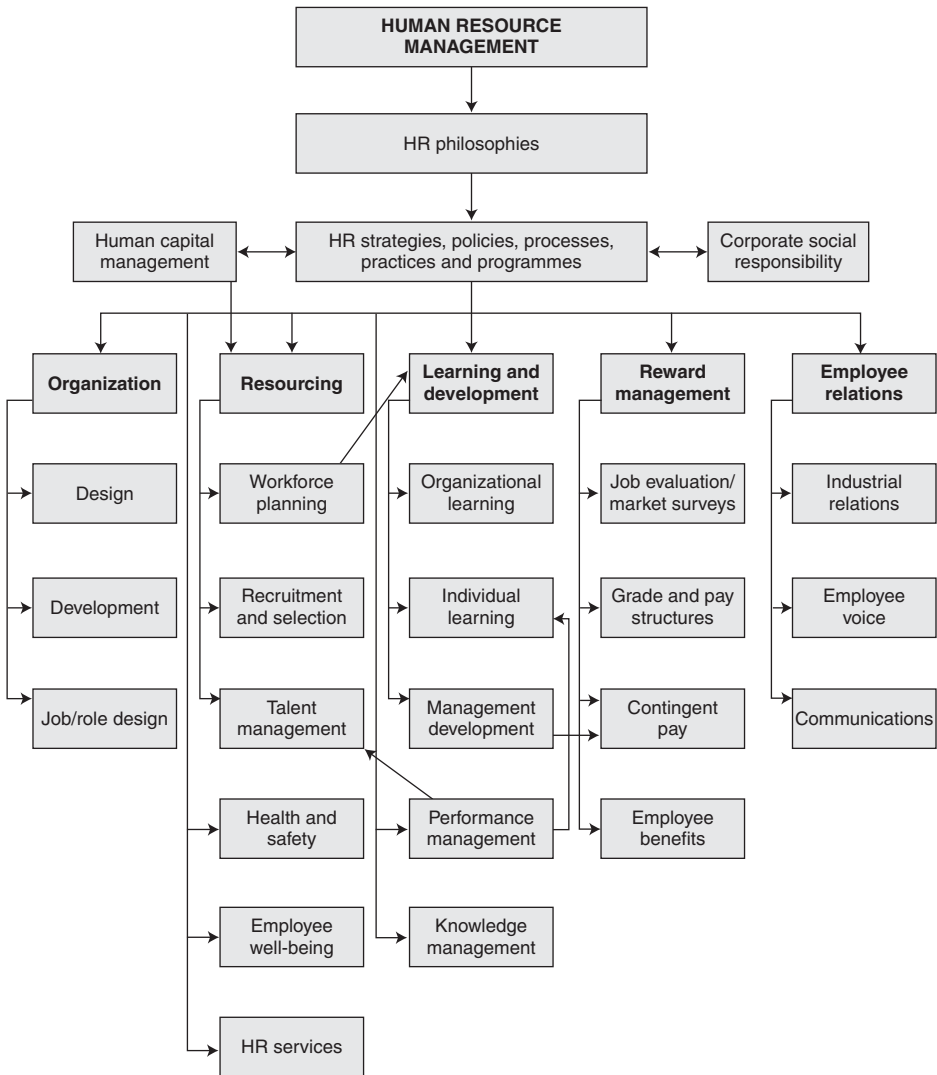 HUMAN RESOURCE
MANAGEMENT
HR philosophies
Human capital
management
HR strategies, policies, processes,
practices and programmes
Corporate social
responsibility
Organization
Resourcing
Learning and
development
Reward
management
Employee
relations
Design
Workforce
planning
Organizational
learning
Job evaluation/
market surveys
Industrial
relations
Development
Recruitment
and selection
Individual
learning
Grade and pay
structures
Employee
voice
Job/role design
Talent
management
Management
development
Contingent
pay
Communications
Health and
safety
Performance
management
Employee
benefits
Employee
well-being
Knowledge
management
HR services